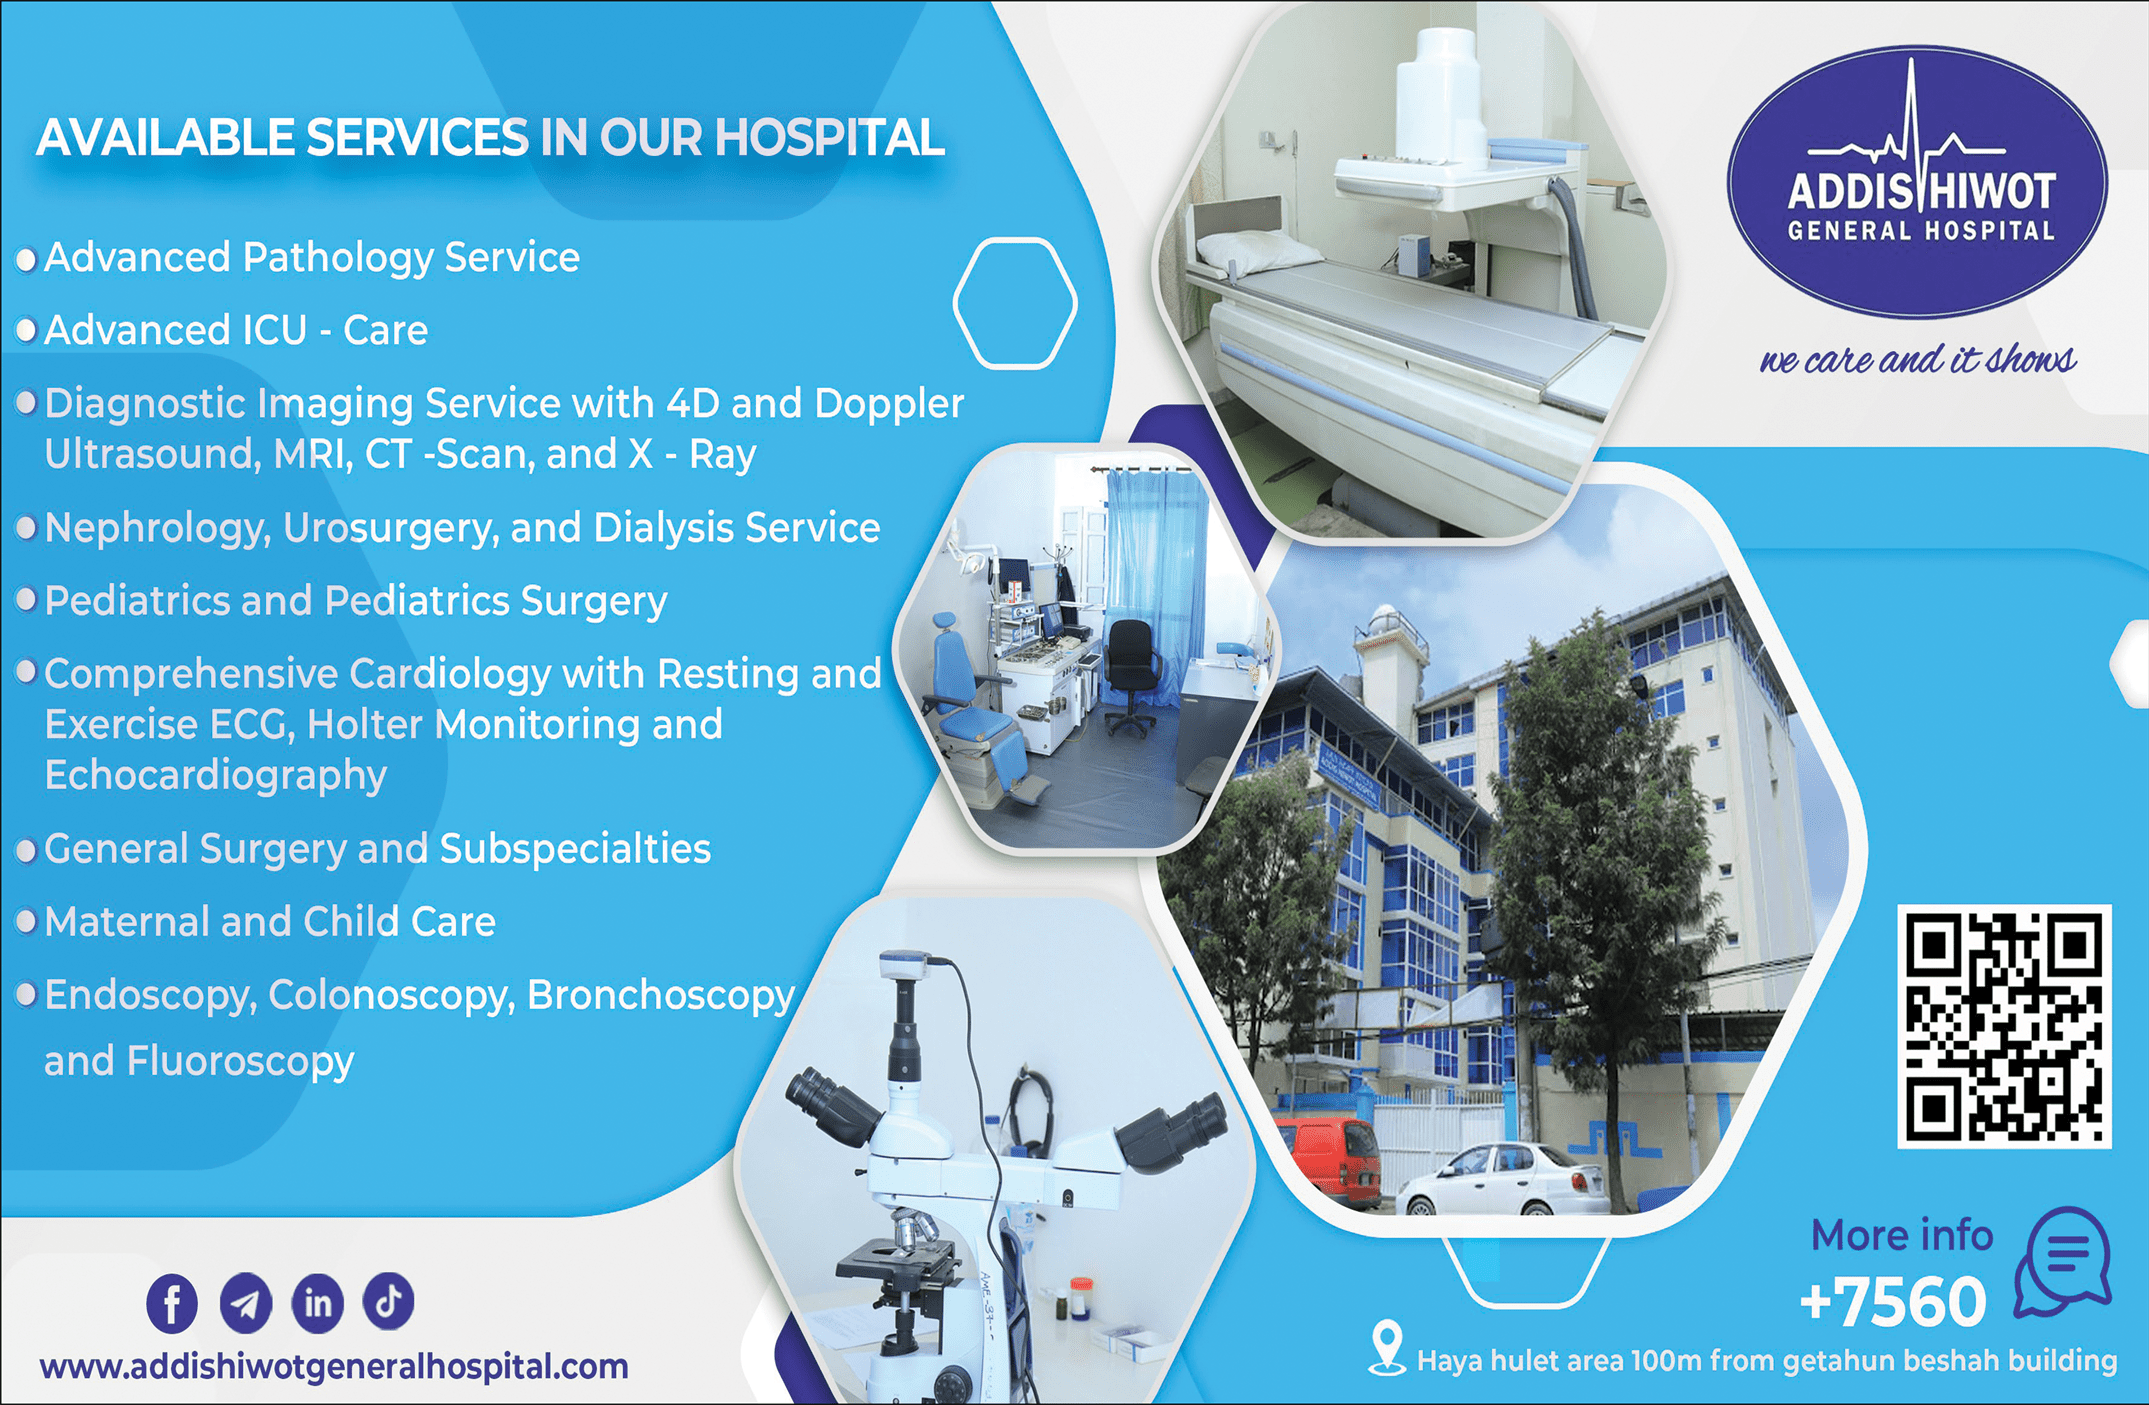 AVAILABLE SERVICES IN OUR HOSPITAL
Advanced Pathology Service
Advanced ICU - Care
Diagnostic Imaging Service with 4D and Doppler
Ultrasound, MRI, CT -Scan, and X - Ray
Nephrology, Urosurgery, and Dialysis Service
Pediatrics and Pediatrics Surgery
Comprehensive Cardiology with Resting and
Exercise ECG, Holter Monitoring and
Echocardiography
General Surgery and Subspecialties
Maternal and Child Care
Endoscopy, Colonoscopy, Bronchoscopy
and Fluoroscopy
www.addishiwotgeneralhospital.com
ADDIS HIWOT
GENERAL HOSPITAL
we care and it shows
ADDIS HIWOT HOSPITAL
More info
+7560
Haya hulet area 100m from getahun beshah building